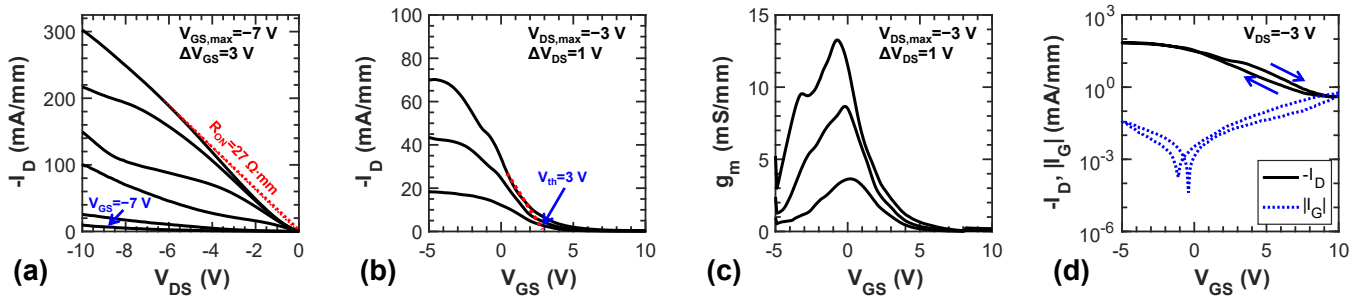 V_GS,max=−7 V
ΔV_GS=3 V
R_ON=27 Ω·mm
V_GS=−7 V
300
200
100
0
-I_D (mA/mm)
-10 -8 -6 -4 -2 0
V_DS (V)
(a)
V_DS,max=−3 V
ΔV_DS=1 V
V_th=3 V
100
80
60
40
20
0
-I_D (mA/mm)
-5 0 5 10
V_GS (V)
(b)
V_DS,max=−3 V
ΔV_DS=1 V
15
10
5
0
g_m (mS/mm)
-5 0 5 10
V_GS (V)
(c)
V_DS=−3 V
10^3
10^0
10^-3
10^-6
-I_D, |I_G| (mA/mm)
-I_D
|I_G|
-5 0 5 10
V_GS (V)
(d)